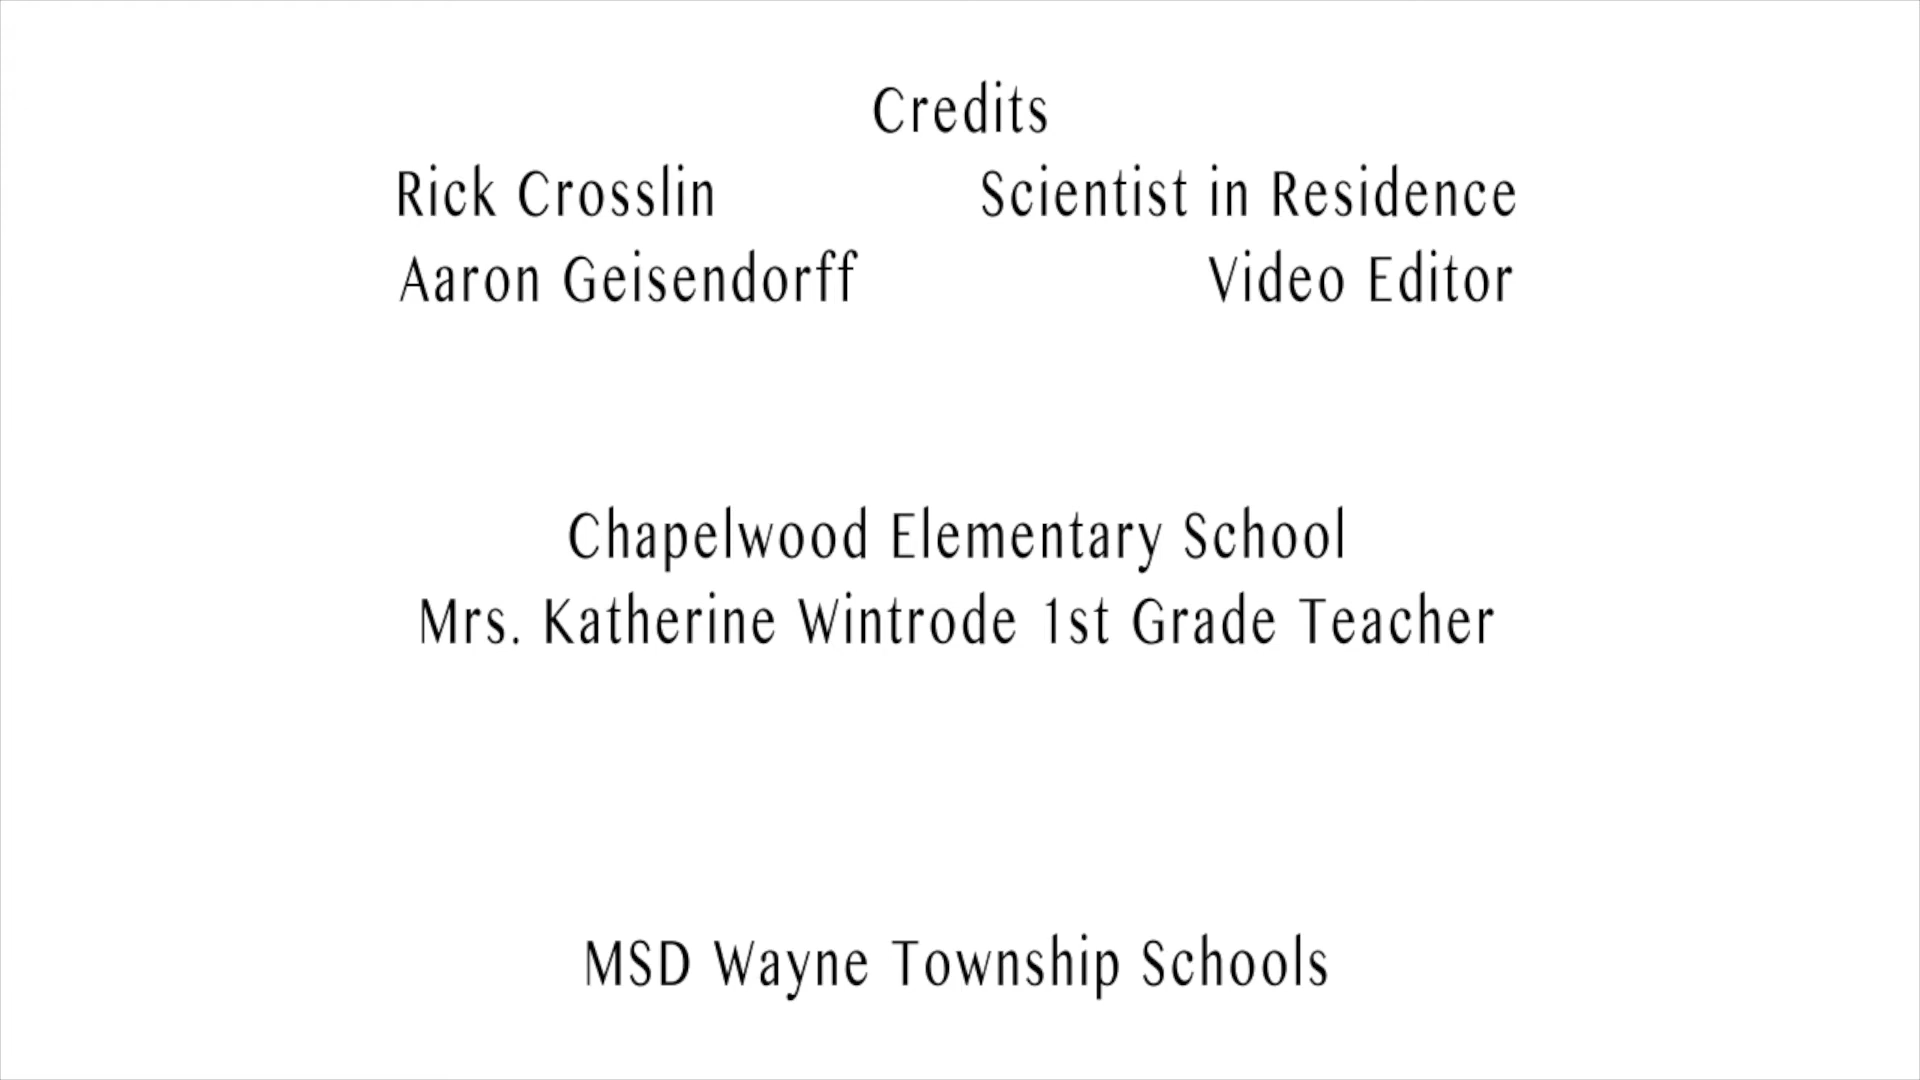 Credits
Rick Crosslin Scientist in Residence
Aaron Geisendorff Video Editor
Chapelwood Elementary School
Mrs. Katherine Wintrode 1st Grade Teacher
MSD Wayne Township Schools